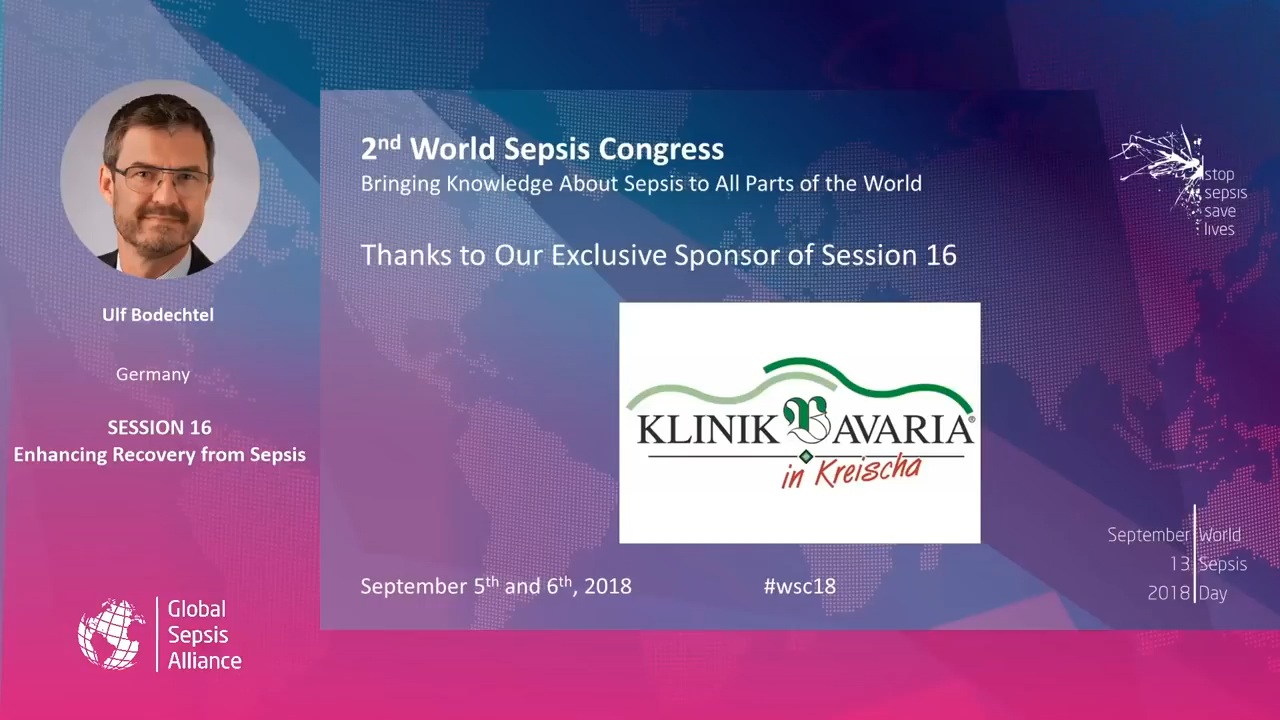 Ulf Bodechtel
Germany
SESSION 16
Enhancing Recovery from Sepsis
Global
Sepsis
Alliance
2nd World Sepsis Congress
Bringing Knowledge About Sepsis to All Parts of the World
Thanks to Our Exclusive Sponsor of Session 16
KLINIK BAVARIA®
in Kreischa
September 5th and 6th, 2018 #wsc18
stop
sepsis
save
lives
September World
13 Sepsis
2018 Day